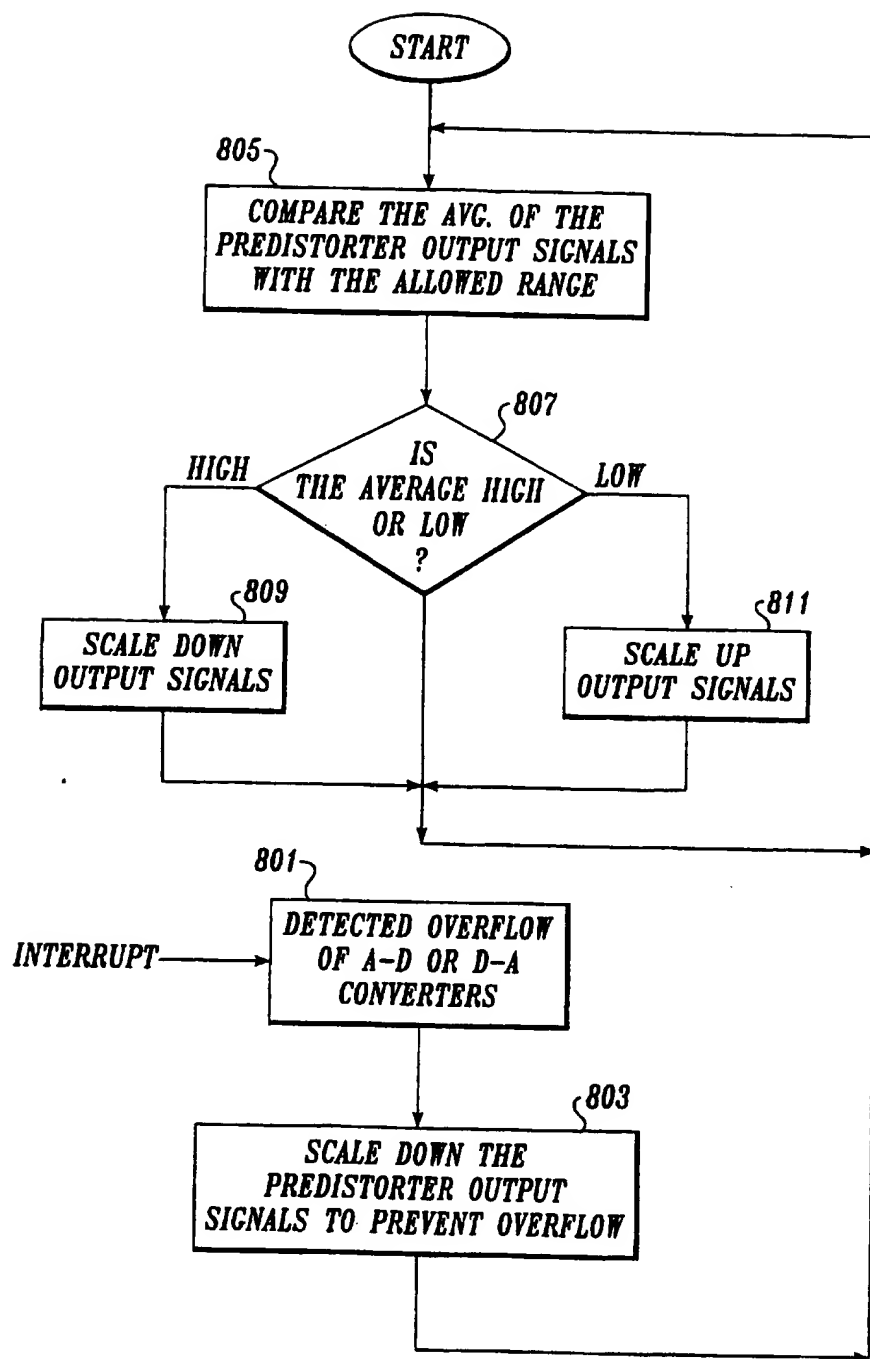 START
805
COMPARE THE AVG. OF THE
PREDISTORTER OUTPUT SIGNALS
WITH THE ALLOWED RANGE
807
IS
THE AVERAGE HIGH
OR LOW
?
HIGH
LOW
809
SCALE DOWN
OUTPUT SIGNALS
811
SCALE UP
OUTPUT SIGNALS
801
INTERRUPT
DETECTED OVERFLOW
OF A-D OR D-A
CONVERTERS
803
SCALE DOWN THE
PREDISTORTER OUTPUT
SIGNALS TO PREVENT OVERFLOW